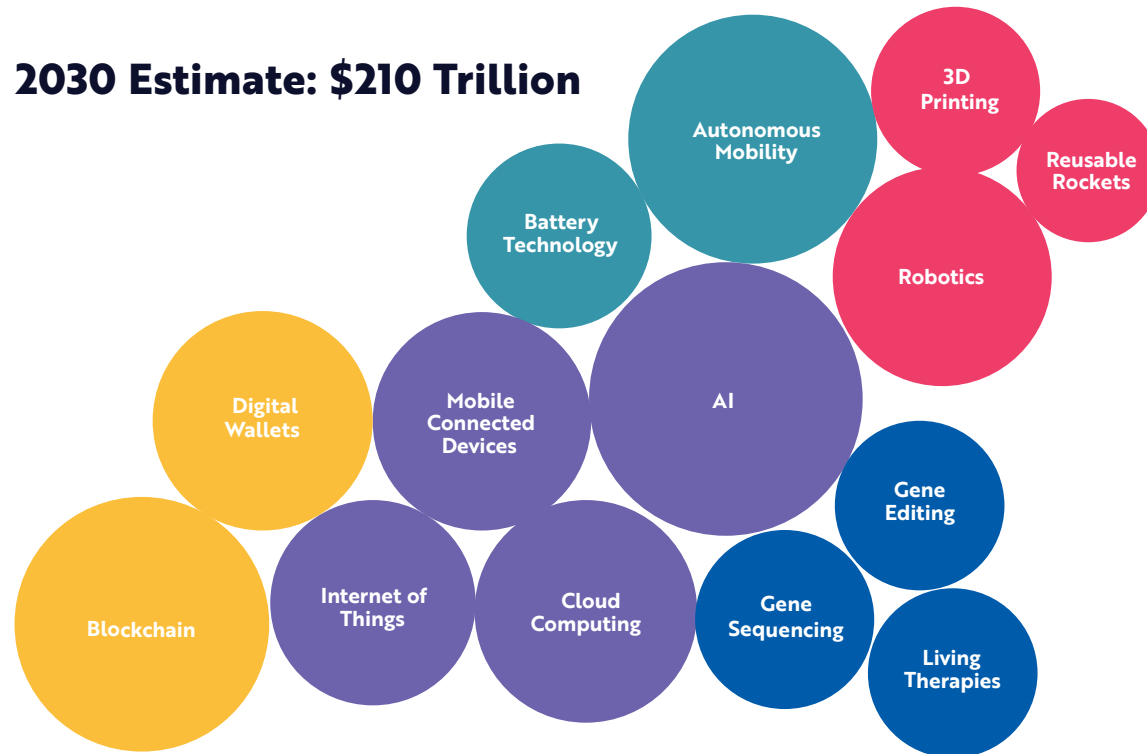 2030 Estimate: $210 Trillion
3D
Printing
Autonomous
Mobility
Reusable
Rockets
Battery
Technology
Robotics
Digital
Wallets
Mobile
Connected
Devices
AI
Gene
Editing
Blockchain
Internet of
Things
Cloud
Computing
Gene
Sequencing
Living
Therapies